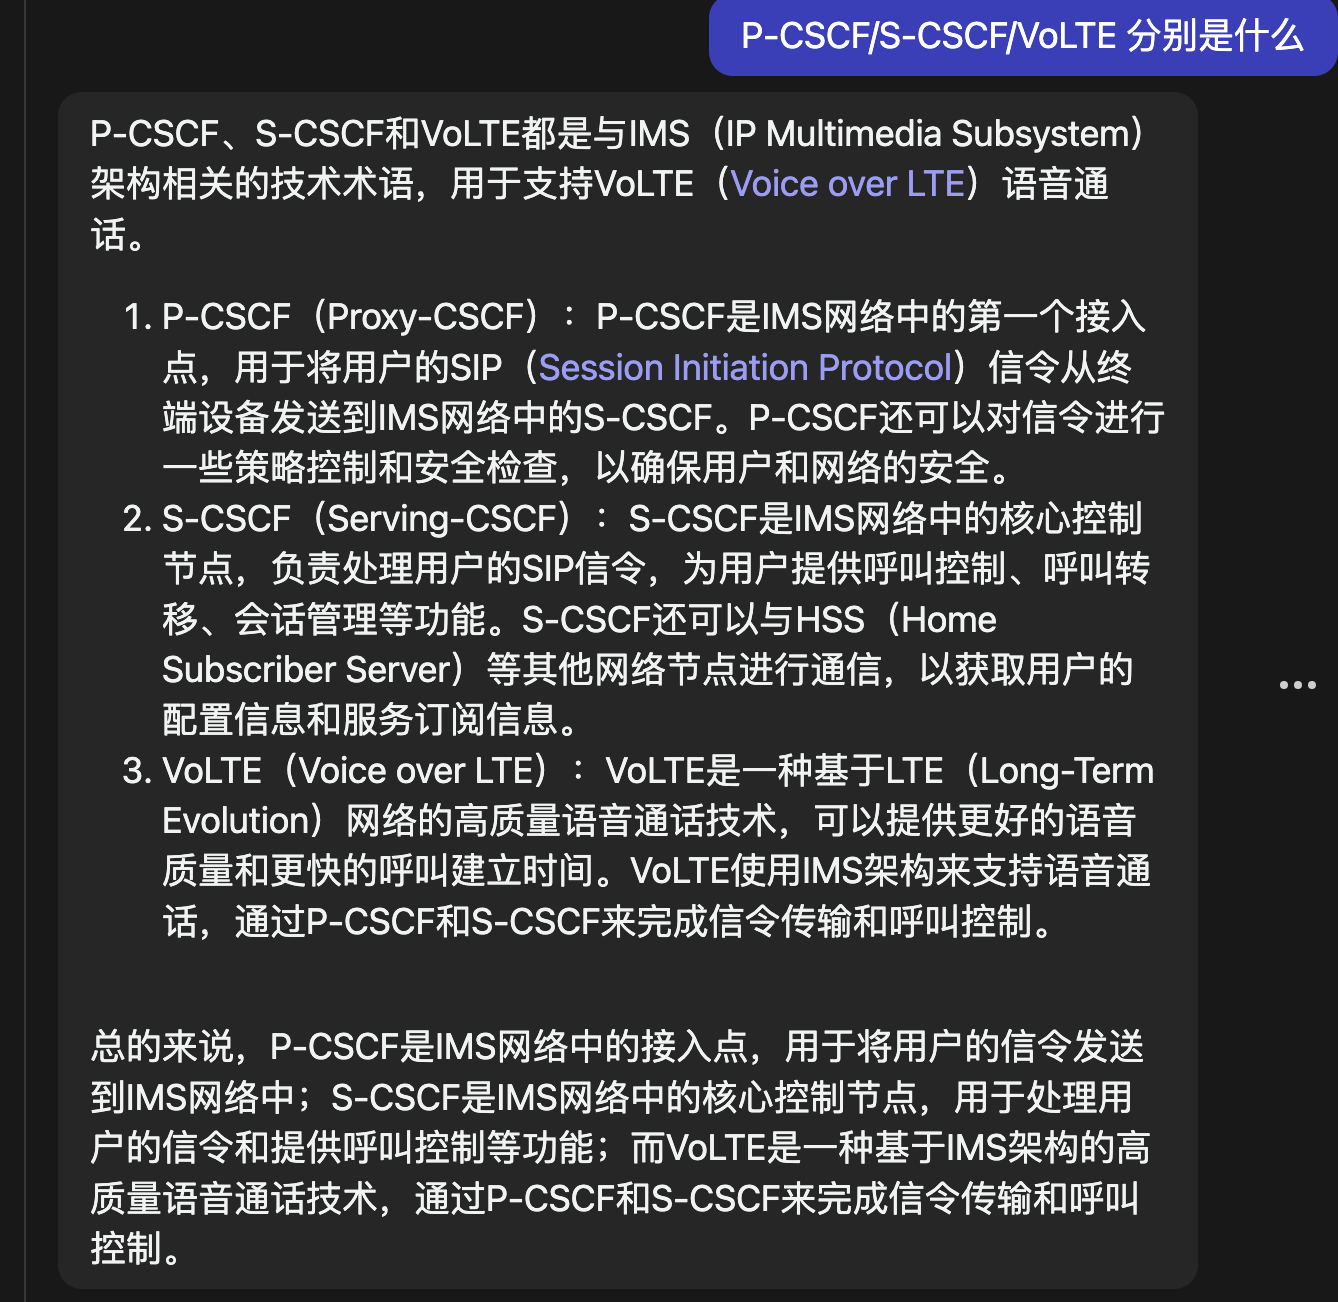 P-CSCF/S-CSCF/VoLTE 分别是什么
P-CSCF、S-CSCF和VoLTE都是与IMS（IP Multimedia Subsystem）
架构相关的技术术语，用于支持VoLTE（Voice over LTE）语音通
话。
1. P-CSCF（Proxy-CSCF）：P-CSCF是IMS网络中的第一个接入
点，用于将用户的SIP（Session Initiation Protocol）信令从终
端设备发送到IMS网络中的S-CSCF。P-CSCF还可以对信令进行
一些策略控制和安全检查，以确保用户和网络的安全。
2. S-CSCF（Serving-CSCF）：S-CSCF是IMS网络中的核心控制
节点，负责处理用户的SIP信令，为用户提供呼叫控制、呼叫转
移、会话管理等功能。S-CSCF还可以与HSS（Home
Subscriber Server）等其他网络节点进行通信，以获取用户的
配置信息和服务订阅信息。
3. VoLTE（Voice over LTE）：VoLTE是一种基于LTE（Long-Term
Evolution）网络的高质量语音通话技术，可以提供更好的语音
质量和更快的呼叫建立时间。VoLTE使用IMS架构来支持语音通
话，通过P-CSCF和S-CSCF来完成信令传输和呼叫控制。
总的来说，P-CSCF是IMS网络中的接入点，用于将用户的信令发送
到IMS网络中；S-CSCF是IMS网络中的核心控制节点，用于处理用
户的信令和提供呼叫控制等功能；而VoLTE是一种基于IMS架构的高
质量语音通话技术，通过P-CSCF和S-CSCF来完成信令传输和呼叫
控制。